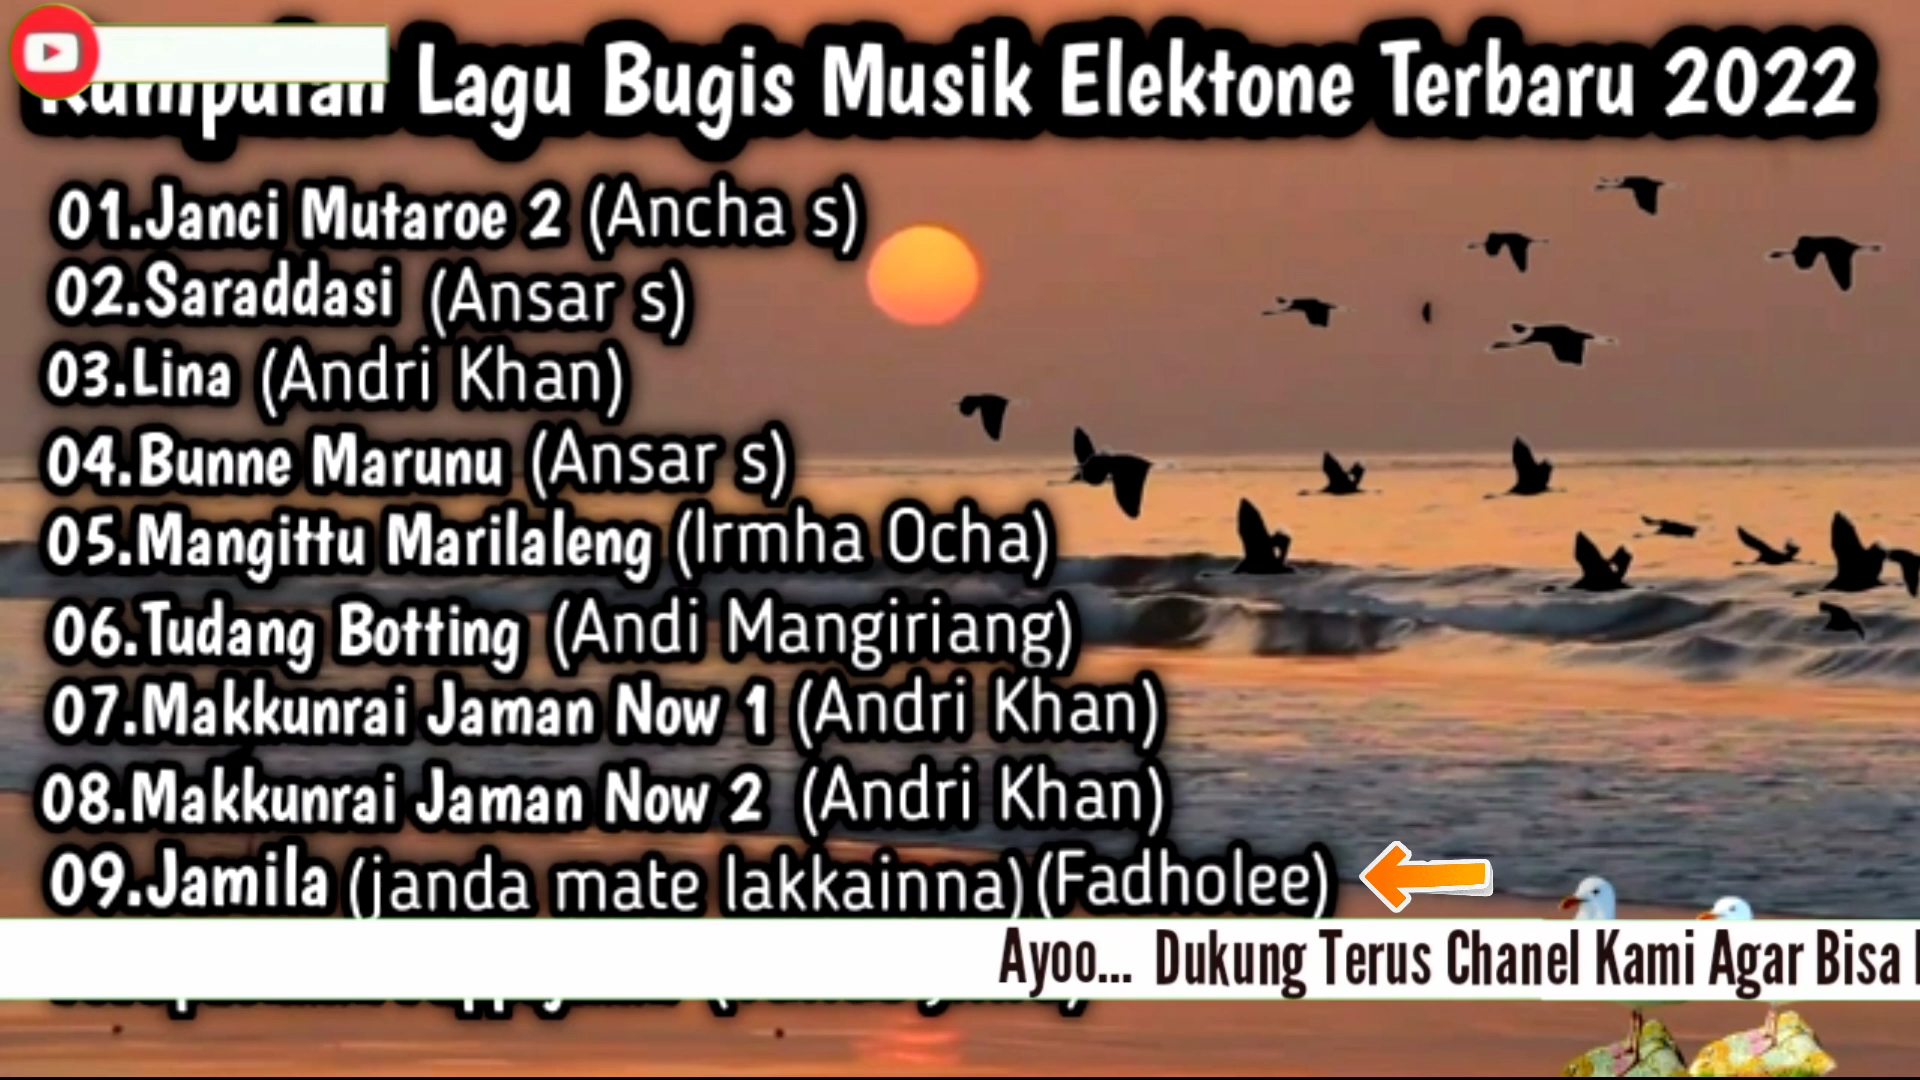 Kumpulan Lagu Bugis Musik Elektone Terbaru 2022
01.Janci Mutaroe 2 (Ancha s)
02.Saraddasi (Ansar s)
03.Lina (Andri Khan)
04.Bunne Marunu (Ansar s)
05.Mangittu Marilaleng (Irmha Ocha)
06.Tudang Botting (Andi Mangiriang)
07.Makkunrai Jaman Now 1 (Andri Khan)
08.Makkunrai Jaman Now 2 (Andri Khan)
09.Jamila (janda mate lakkainna) (Fadholee)
Ayoo... Dukung Terus Chanel Kami Agar Bisa